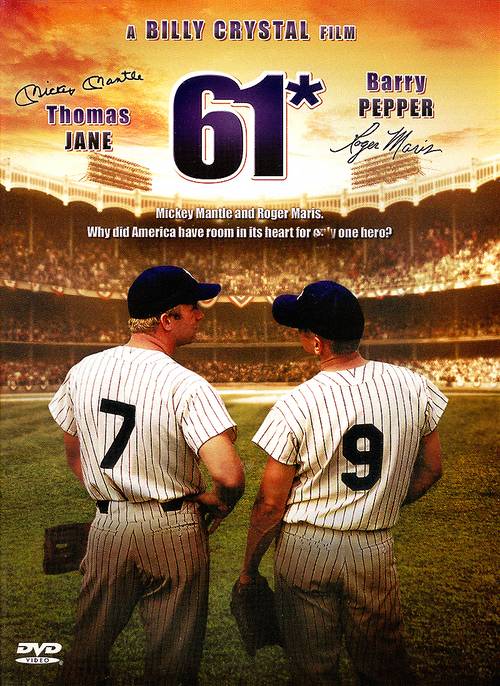 A BILLY CRYSTAL FILM
Mickey Mantle
Thomas
JANE
61*
Barry
PEPPER
Roger Maris
Mickey Mantle and Roger Maris.
Why did America have room in its heart for only one hero?
7
9
DVD
VIDEO